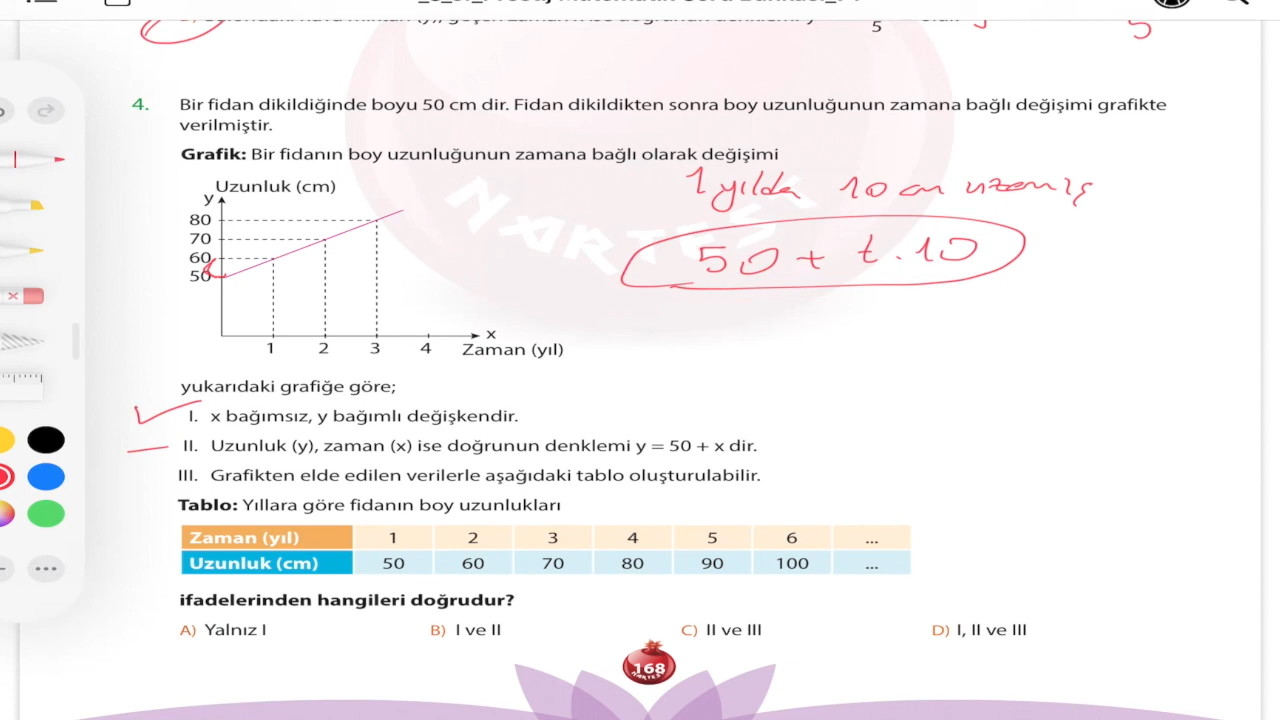 5
5
4. Bir fidan dikildiğinde boyu 50 cm dir. Fidan dikildikten sonra boy uzunluğunun zamana bağlı değişimi grafikte
verilmiştir.
Grafik: Bir fidanın boy uzunluğunun zamana bağlı olarak değişimi
Uzunluk (cm)
y
80
70
60
50
1 2 3 4
x
Zaman (yıl)
1 yılda 10 cm uzamış
50 + t.10
NARTEST
yukarıdaki grafiğe göre;
I. x bağımsız, y bağımlı değişkendir.
II. Uzunluk (y), zaman (x) ise doğrunun denklemi y = 50 + x dir.
III. Grafikten elde edilen verilerle aşağıdaki tablo oluşturulabilir.
Tablo: Yıllara göre fidanın boy uzunlukları
Zaman (yıl) 1 2 3 4 5 6 ...
Uzunluk (cm) 50 60 70 80 90 100 ...
ifadelerinden hangileri doğrudur?
A) Yalnız I B) I ve II C) II ve III D) I, II ve III
168
NARTEST